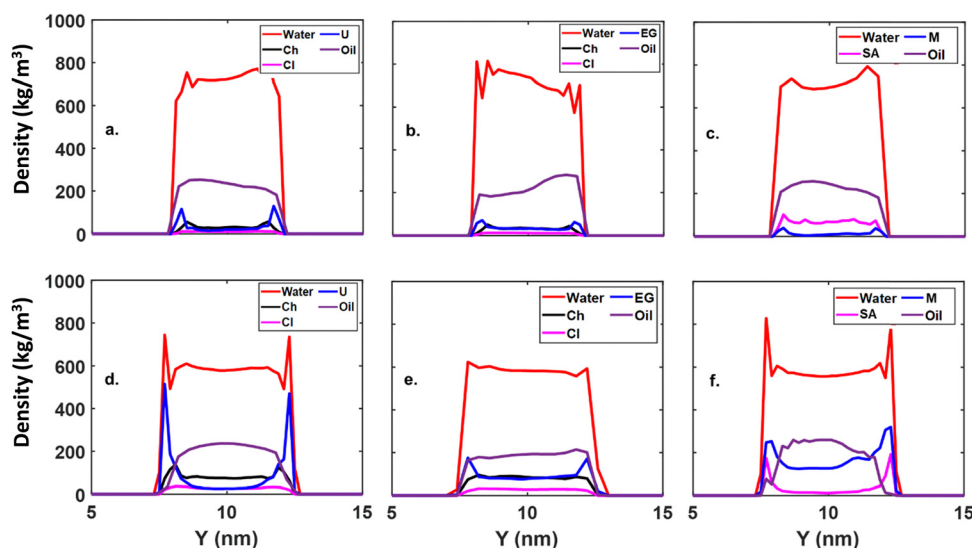 1000
800
600
400
200
0
Density (kg/m³)
Water U
Ch Oil
Cl
a.
Water EG
Ch Oil
Cl
b.
Water M
SA Oil
c.
1000
800
600
400
200
0
Density (kg/m³)
Water U
Ch Oil
Cl
d.
Water EG
Ch Oil
Cl
e.
Water M
SA Oil
f.
5 10 15
Y (nm)
5 10 15
Y (nm)
5 10 15
Y (nm)